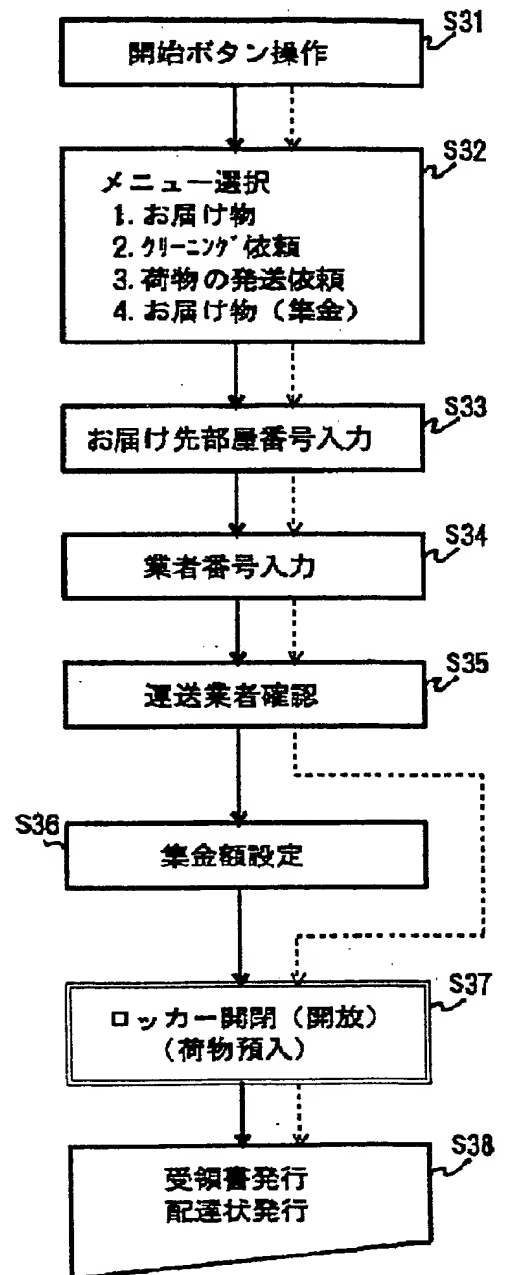 S31
開始ボタン操作
S32
メニュー選択
1. お届け物
2. クリーニング依頼
3. 荷物の発送依頼
4. お届け物（集金）
S33
お届け先部屋番号入力
S34
業者番号入力
S35
運送業者確認
S36
集金額設定
S37
ロッカー開閉（開放）
（荷物預入）
S38
受領書発行
配達状発行